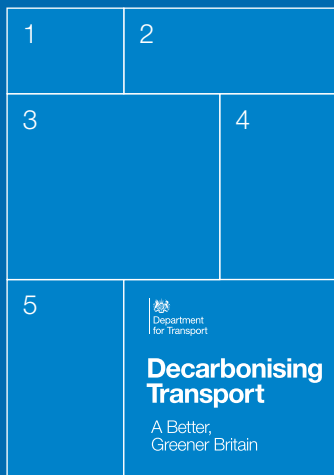 1
2
3
4
5
Department
for Transport
Decarbonising
Transport
A Better,
Greener Britain